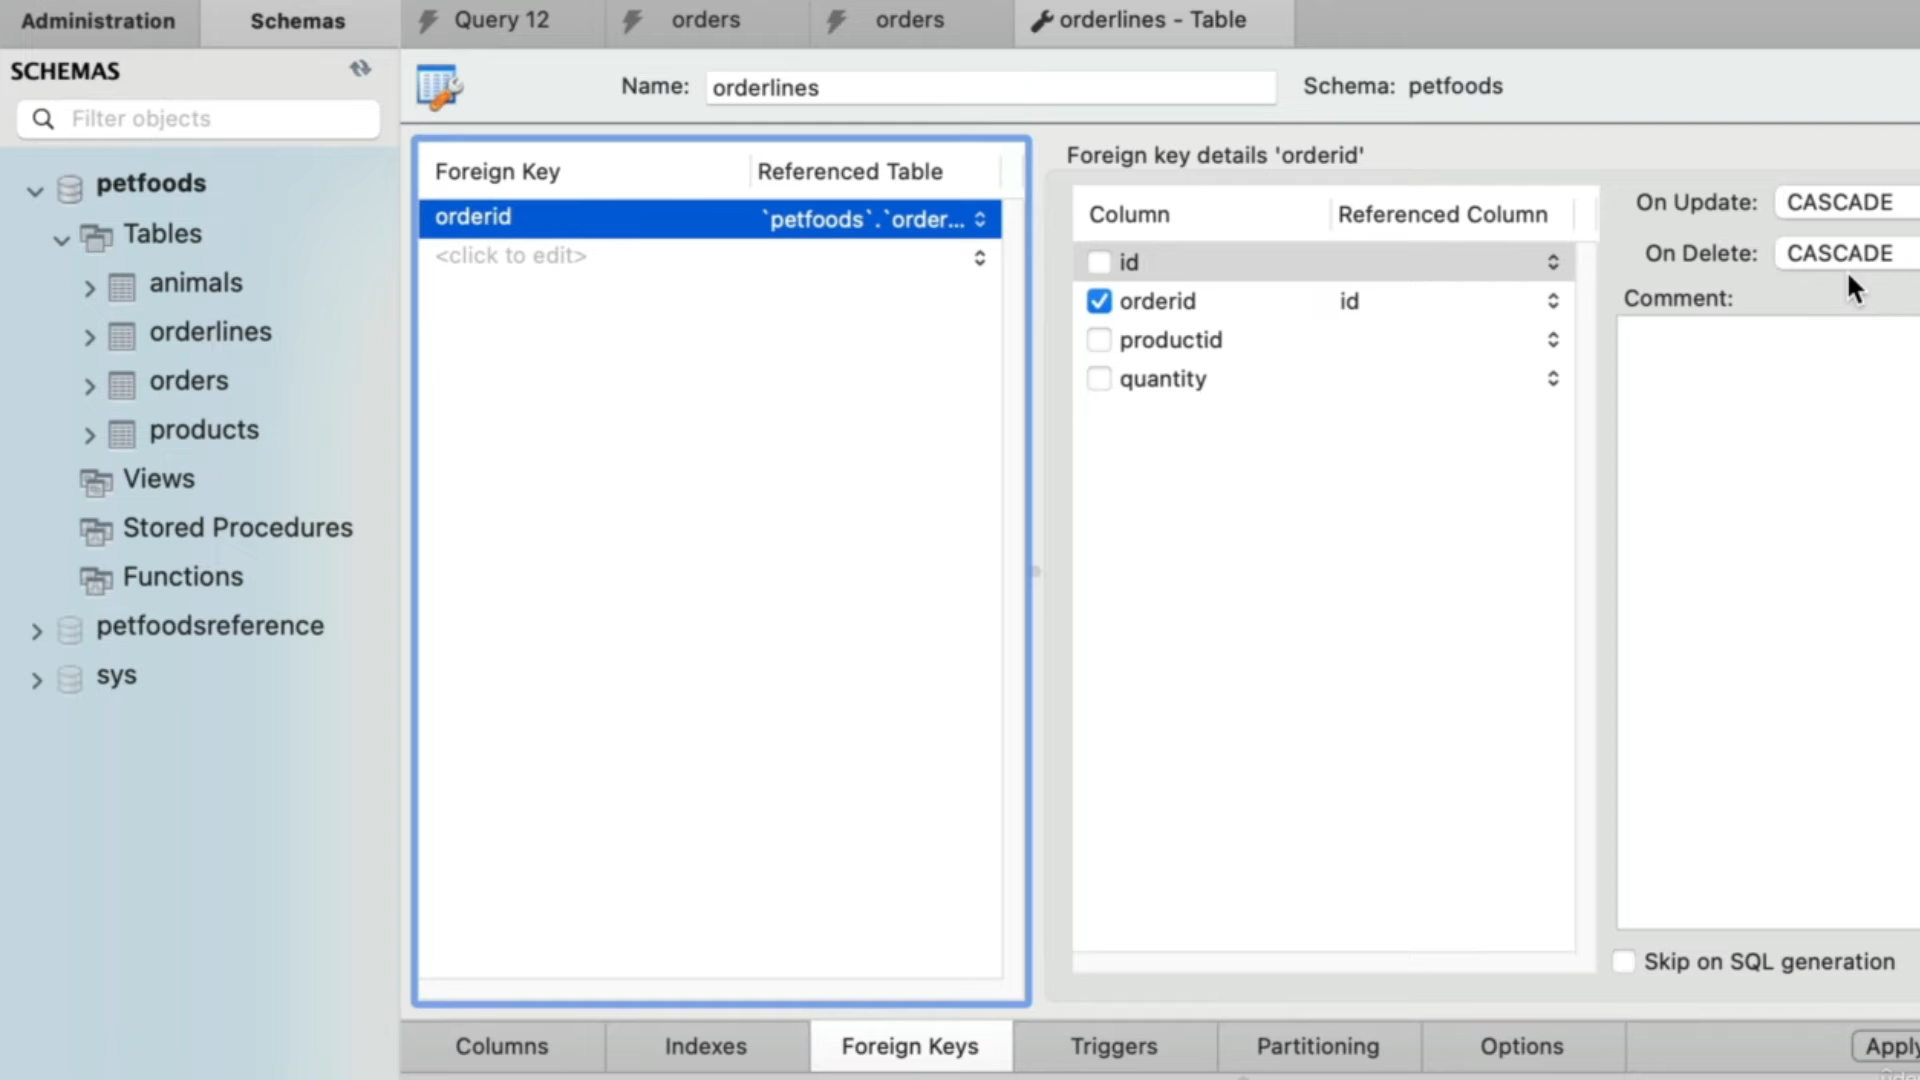 Administration
Schemas
Query 12
orders
orders
orderlines - Table
SCHEMAS
Filter objects
petfoods
Tables
animals
orderlines
orders
products
Views
Stored Procedures
Functions
petfoodsreference
sys
Name:
orderlines
Schema: petfoods
Foreign Key
Referenced Table
orderid
`petfoods`.`order...
<click to edit>
Foreign key details 'orderid'
Column
Referenced Column
id
orderid
id
productid
quantity
On Update:
CASCADE
On Delete:
CASCADE
Comment:
Skip on SQL generation
Columns
Indexes
Foreign Keys
Triggers
Partitioning
Options
Apply